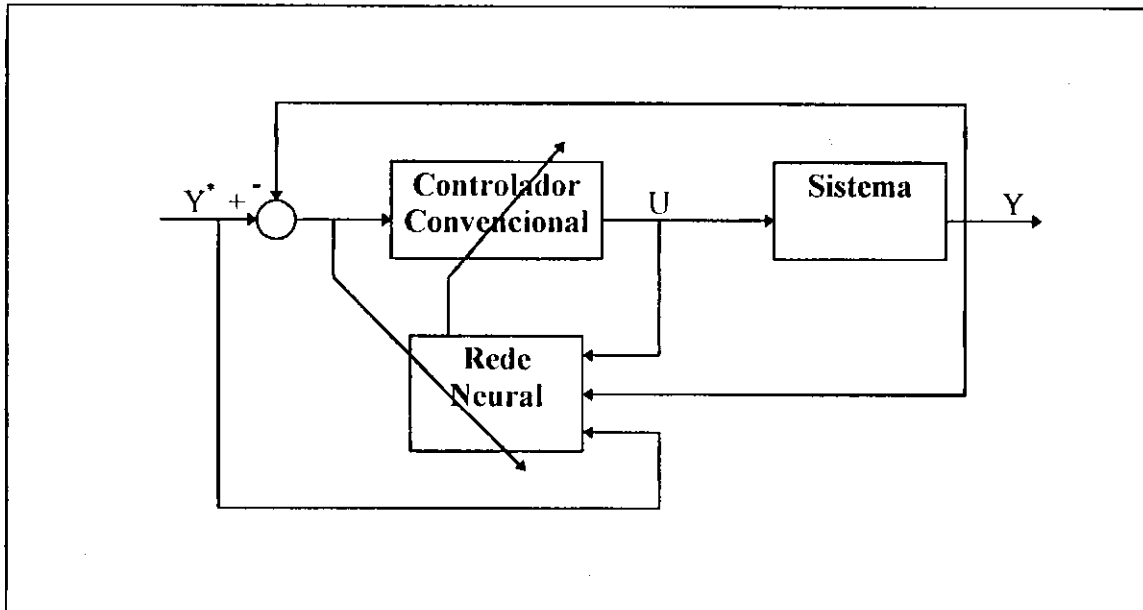 Y* + -
Controlador
Convencional
U
Sistema
Y
Rede
Neural